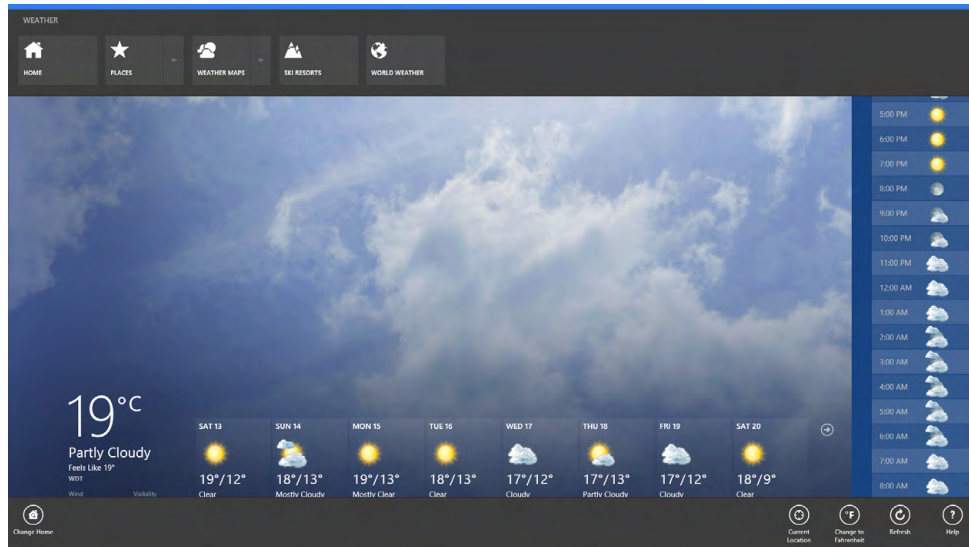 WEATHER
HOME
PLACES
WEATHER MAPS
SKI RESORTS
WORLD WEATHER
5:00 PM
6:00 PM
7:00 PM
8:00 PM
9:00 PM
10:00 PM
11:00 PM
12:00 AM
1:00 AM
2:00 AM
3:00 AM
4:00 AM
5:00 AM
6:00 AM
7:00 AM
8:00 AM
19°C
Partly Cloudy
Feels Like 19°
WDT
Wind Visibility
SAT 13 SUN 14 MON 15 TUE 16 WED 17 THU 18 FRI 19 SAT 20
19°/12° 18°/13° 19°/13° 18°/13° 17°/12° 17°/13° 17°/12° 18°/9°
Clear Mostly Cloudy Mostly Clear Clear Cloudy Partly Cloudy Cloudy Clear
Change Home
Current
Location
°F
Change to
Fahrenheit
Refresh
?
Help